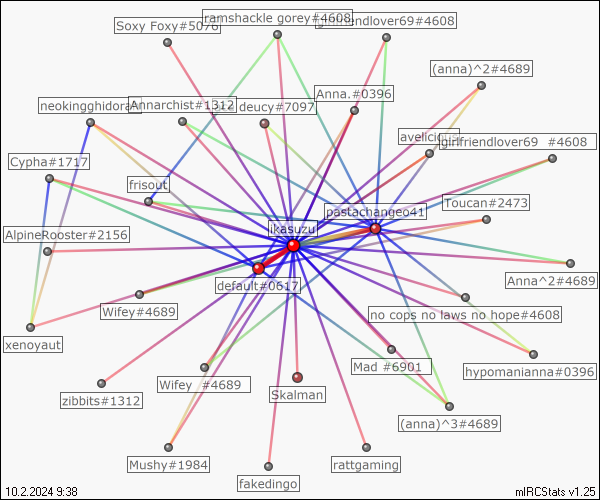 Soxy Foxy#5076
ramshackle gorey#4608
girlfriendlover69#4608
(anna)^2#4689
Anna.#0396
neokingghidorah
Annarchist#1312
deucy#7097
girlfriendlover69 #4608
Cypha#1717
frisout
Toucan#2473
pastachange041
ikasuzu
AlpineRooster#2156
Anna^2#4689
default#0617
Wifey#4689
no cops no laws no hope#4608
xenoyaut
Mad #6901
hypomanianna#0396
Wifey #4689
Skalman
zibbits#1312
(anna)^3#4689
Mushy#1984
rattgaming
fakedingo
10.2.2024 9:38
mIRCStats v1.25